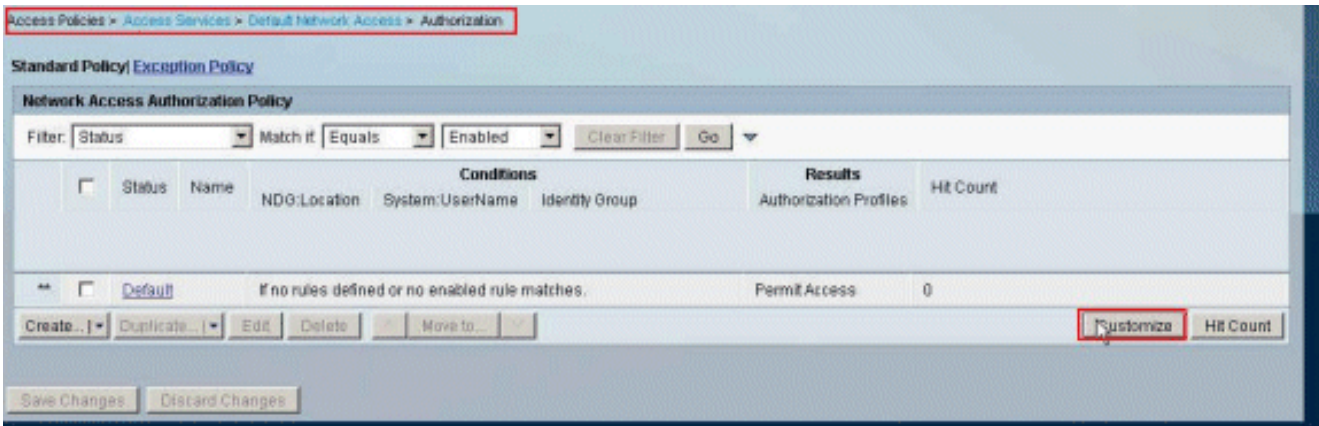 Access Policies > Access Services > Default Network Access > Authorization
Standard Policy| Exception Policy
Network Access Authorization Policy
Filter: Status Match if: Equals Enabled Clear Filter Go
Conditions Results
Status Name NDG:Location System:UserName Identity Group Authorization Profiles Hit Count
** Default If no rules defined or no enabled rule matches. Permit Access 0
Create... | Duplicate... | Edit Delete Move to... Customize Hit Count
Save Changes Discard Changes